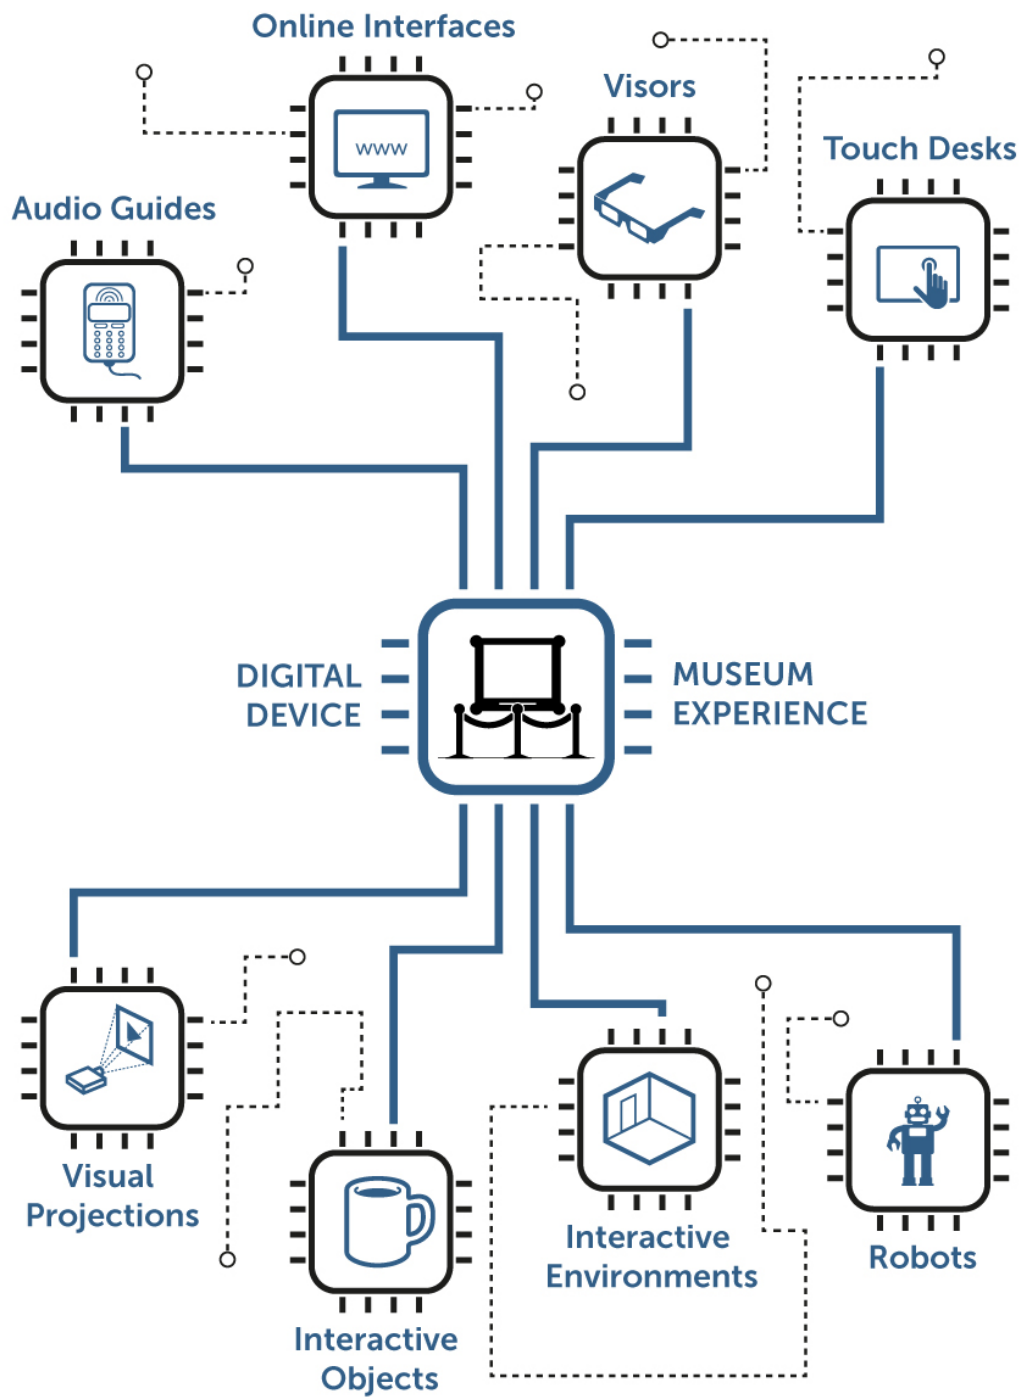 Online Interfaces
www
Visors
Touch Desks
Audio Guides
DIGITAL
DEVICE
MUSEUM
EXPERIENCE
Visual
Projections
Interactive
Objects
Interactive
Environments
Robots